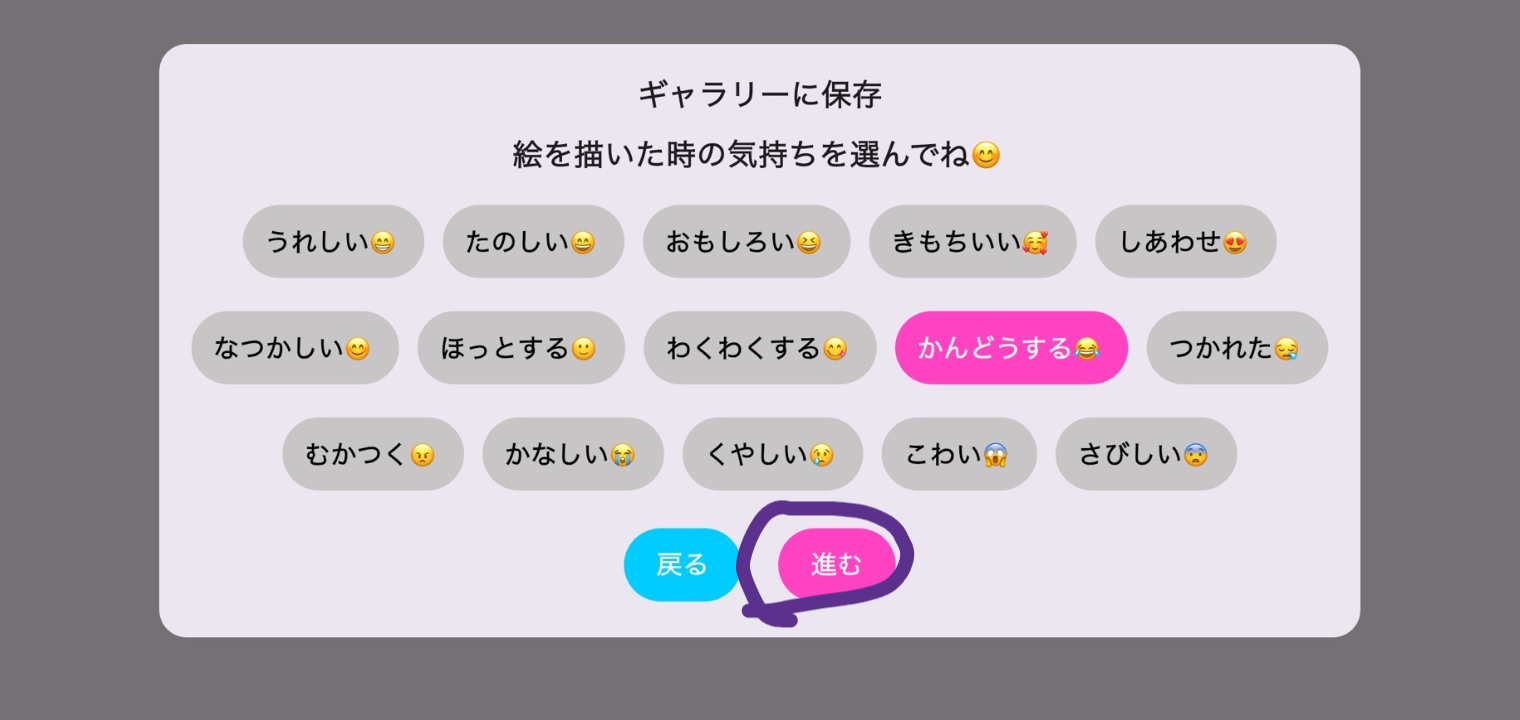 ギャラリーに保存
絵を描いた時の気持ちを選んでね😊
うれしい😁 たのしい😄 おもしろい😆 きもちいい🥰 しあわせ😍
なつかしい😊 ほっとする🙂 わくわくする😋 かんどうする😂 つかれた😪
むかつく😠 かなしい😭 くやしい😢 こわい😱 さびしい😨
戻る 進む